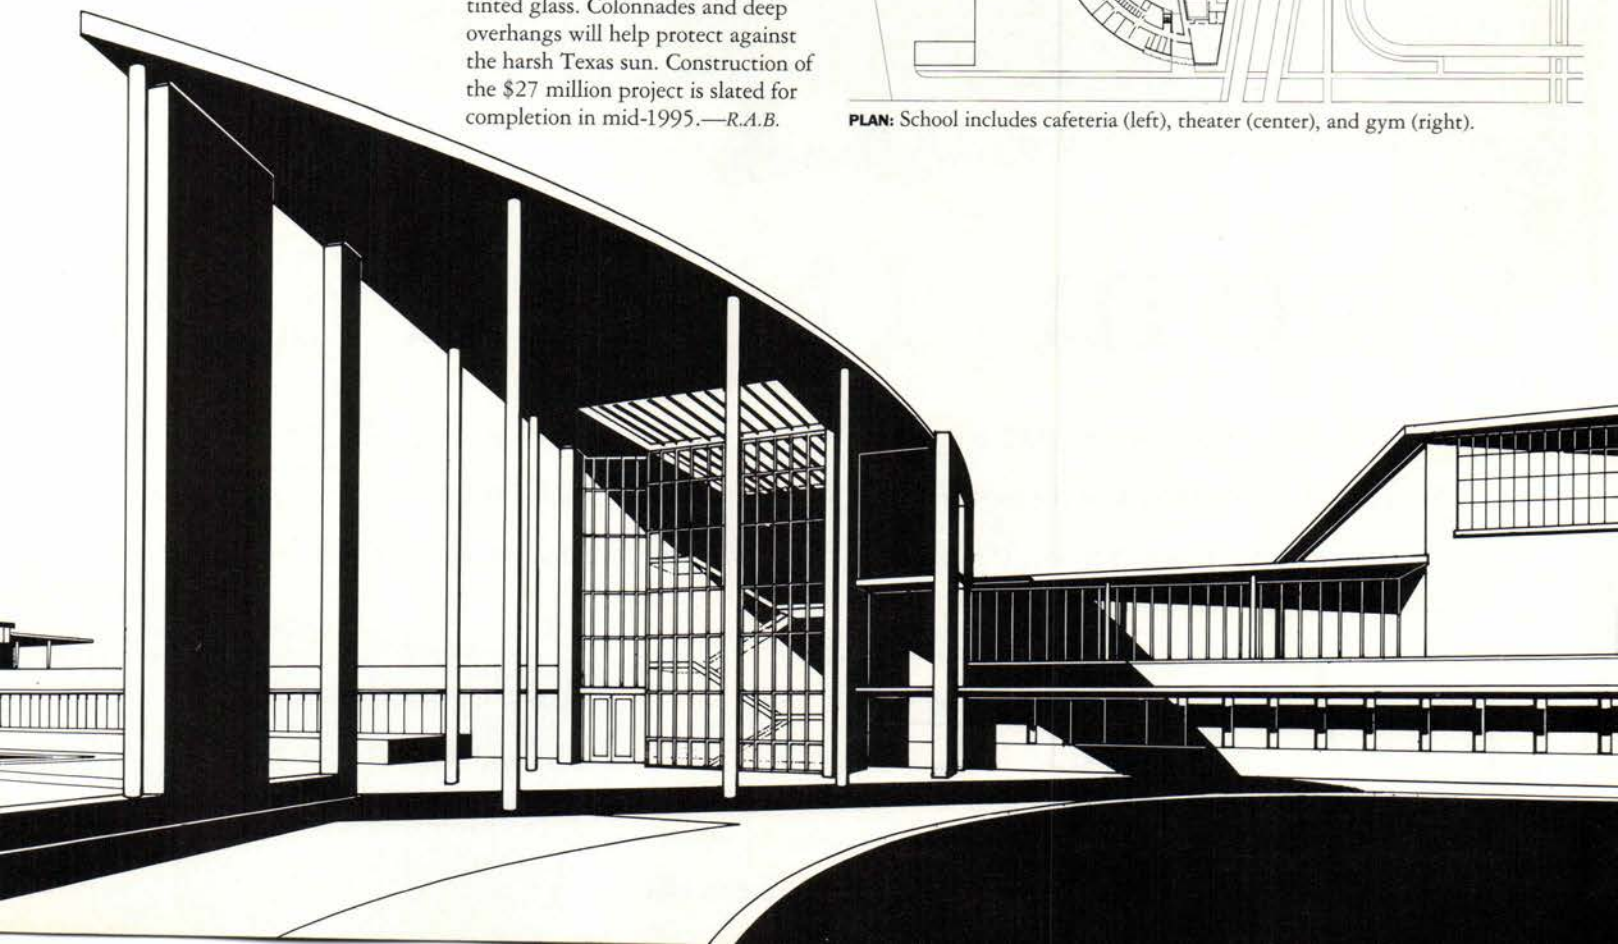 tinted glass. Colonnades and deep
overhangs will help protect against
the harsh Texas sun. Construction of
the $27 million project is slated for
completion in mid-1995.—R.A.B.
PLAN: School includes cafeteria (left), theater (center), and gym (right).